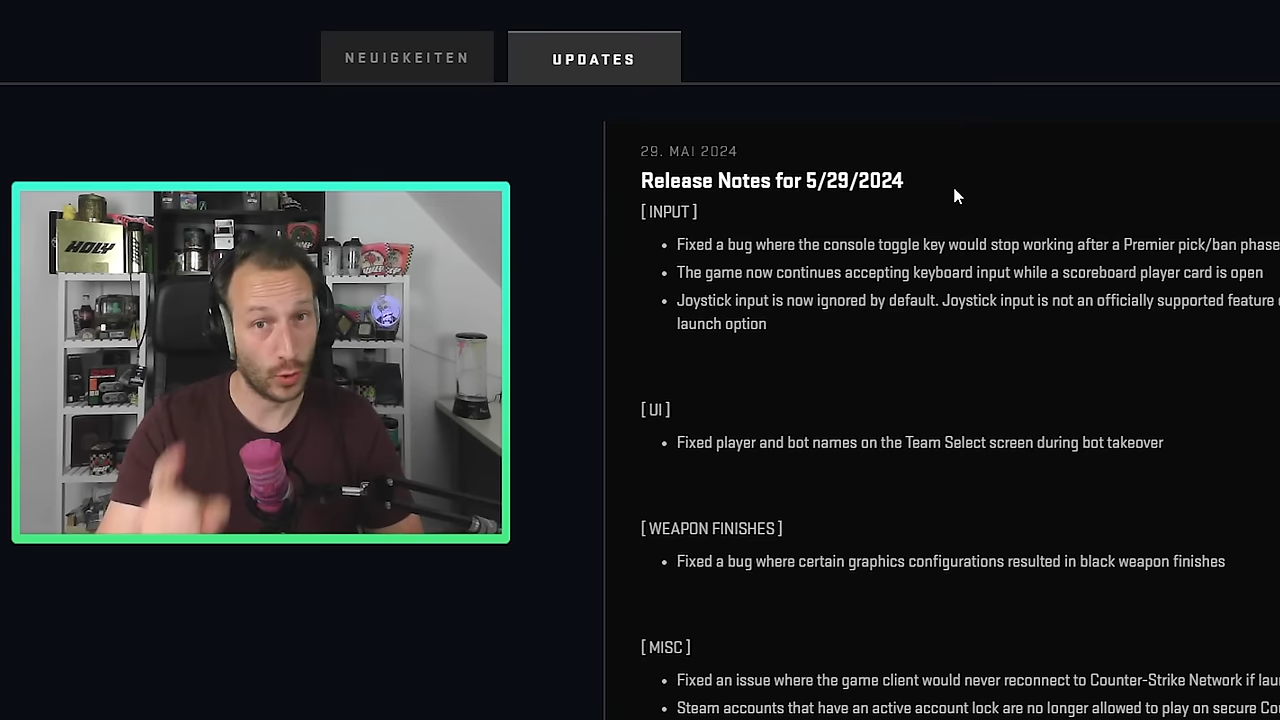 NEUIGKEITEN
UPDATES
29. MAI 2024
Release Notes for 5/29/2024
[ INPUT ]
Fixed a bug where the console toggle key would stop working after a Premier pick/ban phase
The game now continues accepting keyboard input while a scoreboard player card is open
Joystick input is now ignored by default. Joystick input is not an officially supported feature
launch option
[ UI ]
Fixed player and bot names on the Team Select screen during bot takeover
[ WEAPON FINISHES ]
Fixed a bug where certain graphics configurations resulted in black weapon finishes
[ MISC ]
Fixed an issue where the game client would never reconnect to Counter-Strike Network if
Steam accounts that have an active account lock are no longer allowed to play on secure
HOLY